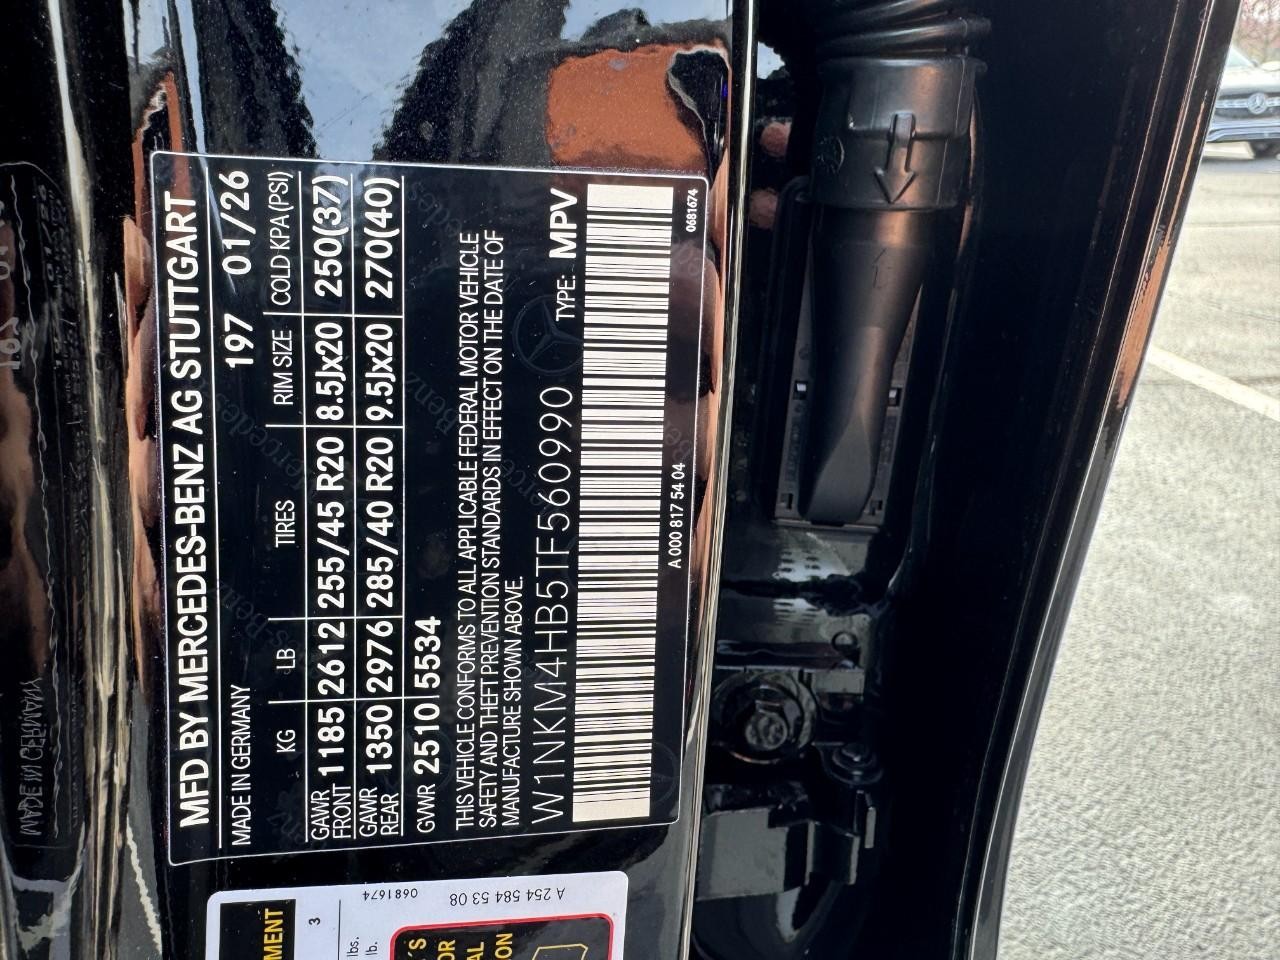 MFD BY MERCEDES-BENZ AG STUTTGART
MADE IN GERMANY 197 01/26
KG LB TIRES RIM SIZE COLD KPA (PSI)
GAWR FRONT 1185 2612 255/45 R20 8.5Jx20 250(37)
GAWR REAR 1350 2976 285/40 R20 9.5Jx20 270(40)
GVWR 2510 5534
THIS VEHICLE CONFORMS TO ALL APPLICABLE FEDERAL MOTOR VEHICLE
SAFETY AND THEFT PREVENTION STANDARDS IN EFFECT ON THE DATE OF
MANUFACTURE SHOWN ABOVE.
W1NKM4HB5TF560990 TYPE: MPV
A 000 817 54 04 0681674
A 254 584 53 08
0681674
3
lbs.
lb.